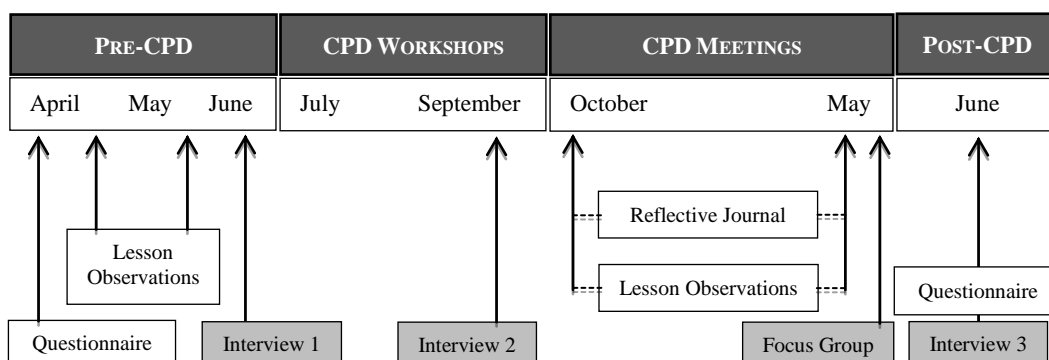 PRE-CPD
CPD WORKSHOPS
CPD MEETINGS
POST-CPD
April May June
July September
October May
June
Reflective Journal
Lesson
Observations
Lesson Observations
Questionnaire
Questionnaire
Interview 1
Interview 2
Focus Group
Interview 3